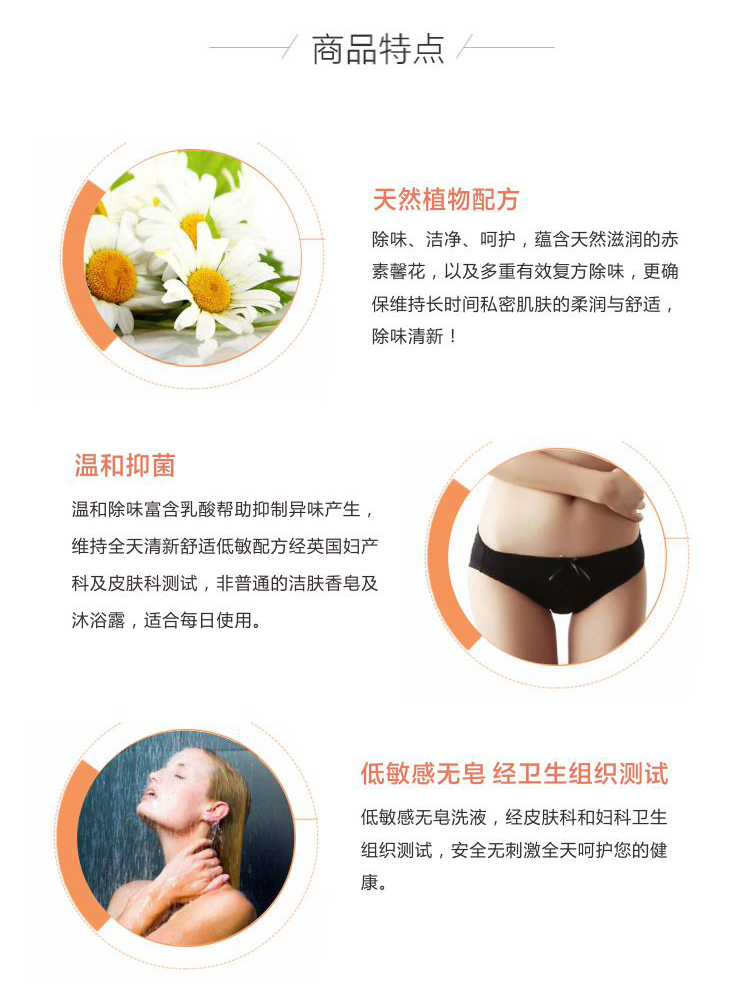 商品特点
天然植物配方
除味、洁净、呵护，蕴含天然滋润的赤
素馨花，以及多重有效复方除味，更确
保维持长时间私密肌肤的柔润与舒适，
除味清新！
温和抑菌
温和除味富含乳酸帮助抑制异味产生，
维持全天清新舒适低敏配方经英国妇产
科及皮肤科测试，非普通的洁肤香皂及
沐浴露，适合每日使用。
低敏感无皂 经卫生组织测试
低敏感无皂洗液，经皮肤科和妇科卫生
组织测试，安全无刺激全天呵护您的健
康。